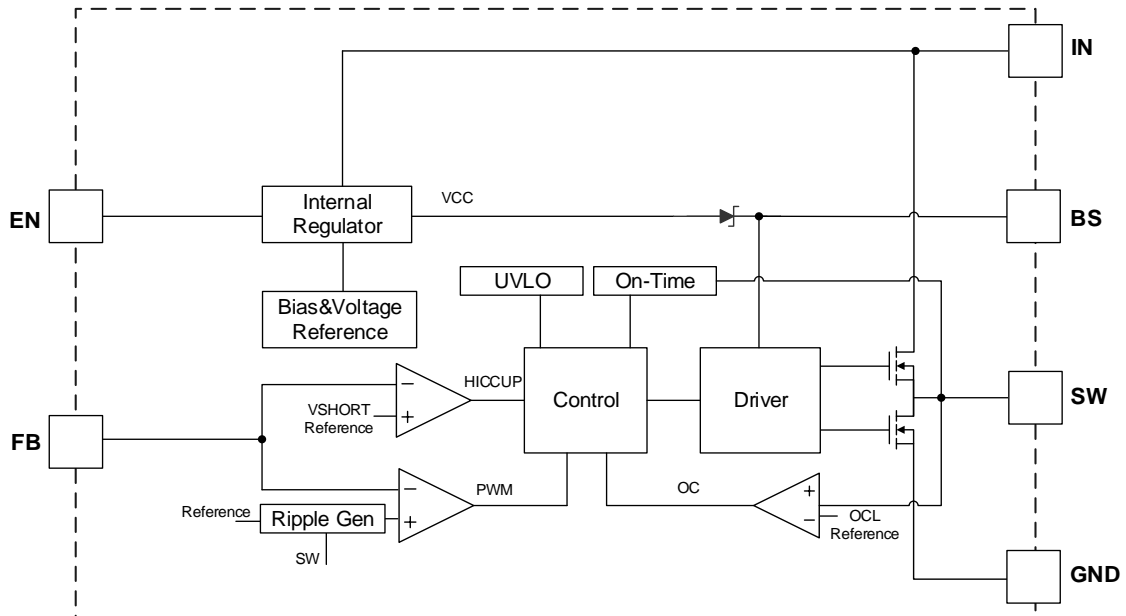 IN
EN
Internal
Regulator
VCC
BS
UVLO
On-Time
Bias&Voltage
Reference
HICCUP
−
VSHORT
Reference
+
Control
Driver
SW
FB
PWM
OC
−
+
Reference
Ripple Gen
SW
+
−
OCL
Reference
GND